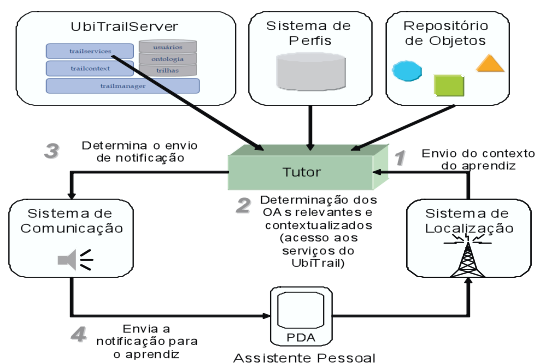 UbiTrailServer
trailservices
trailcontext
trailmanager
usuários
ontologia
trilhas
Sistema de
Perfis
Repositório
de Objetos
3
Determina o envio
de notificação
Tutor
1
Envio do contexto
do aprendiz
2
Determinação dos
OAs relevantes e
contextualizados
(acesso aos
serviços do
UbiTrail)
Sistema de
Comunicação
Sistema de
Localização
4
Envia a
notificação para
o aprendiz
PDA
Assistente Pessoal